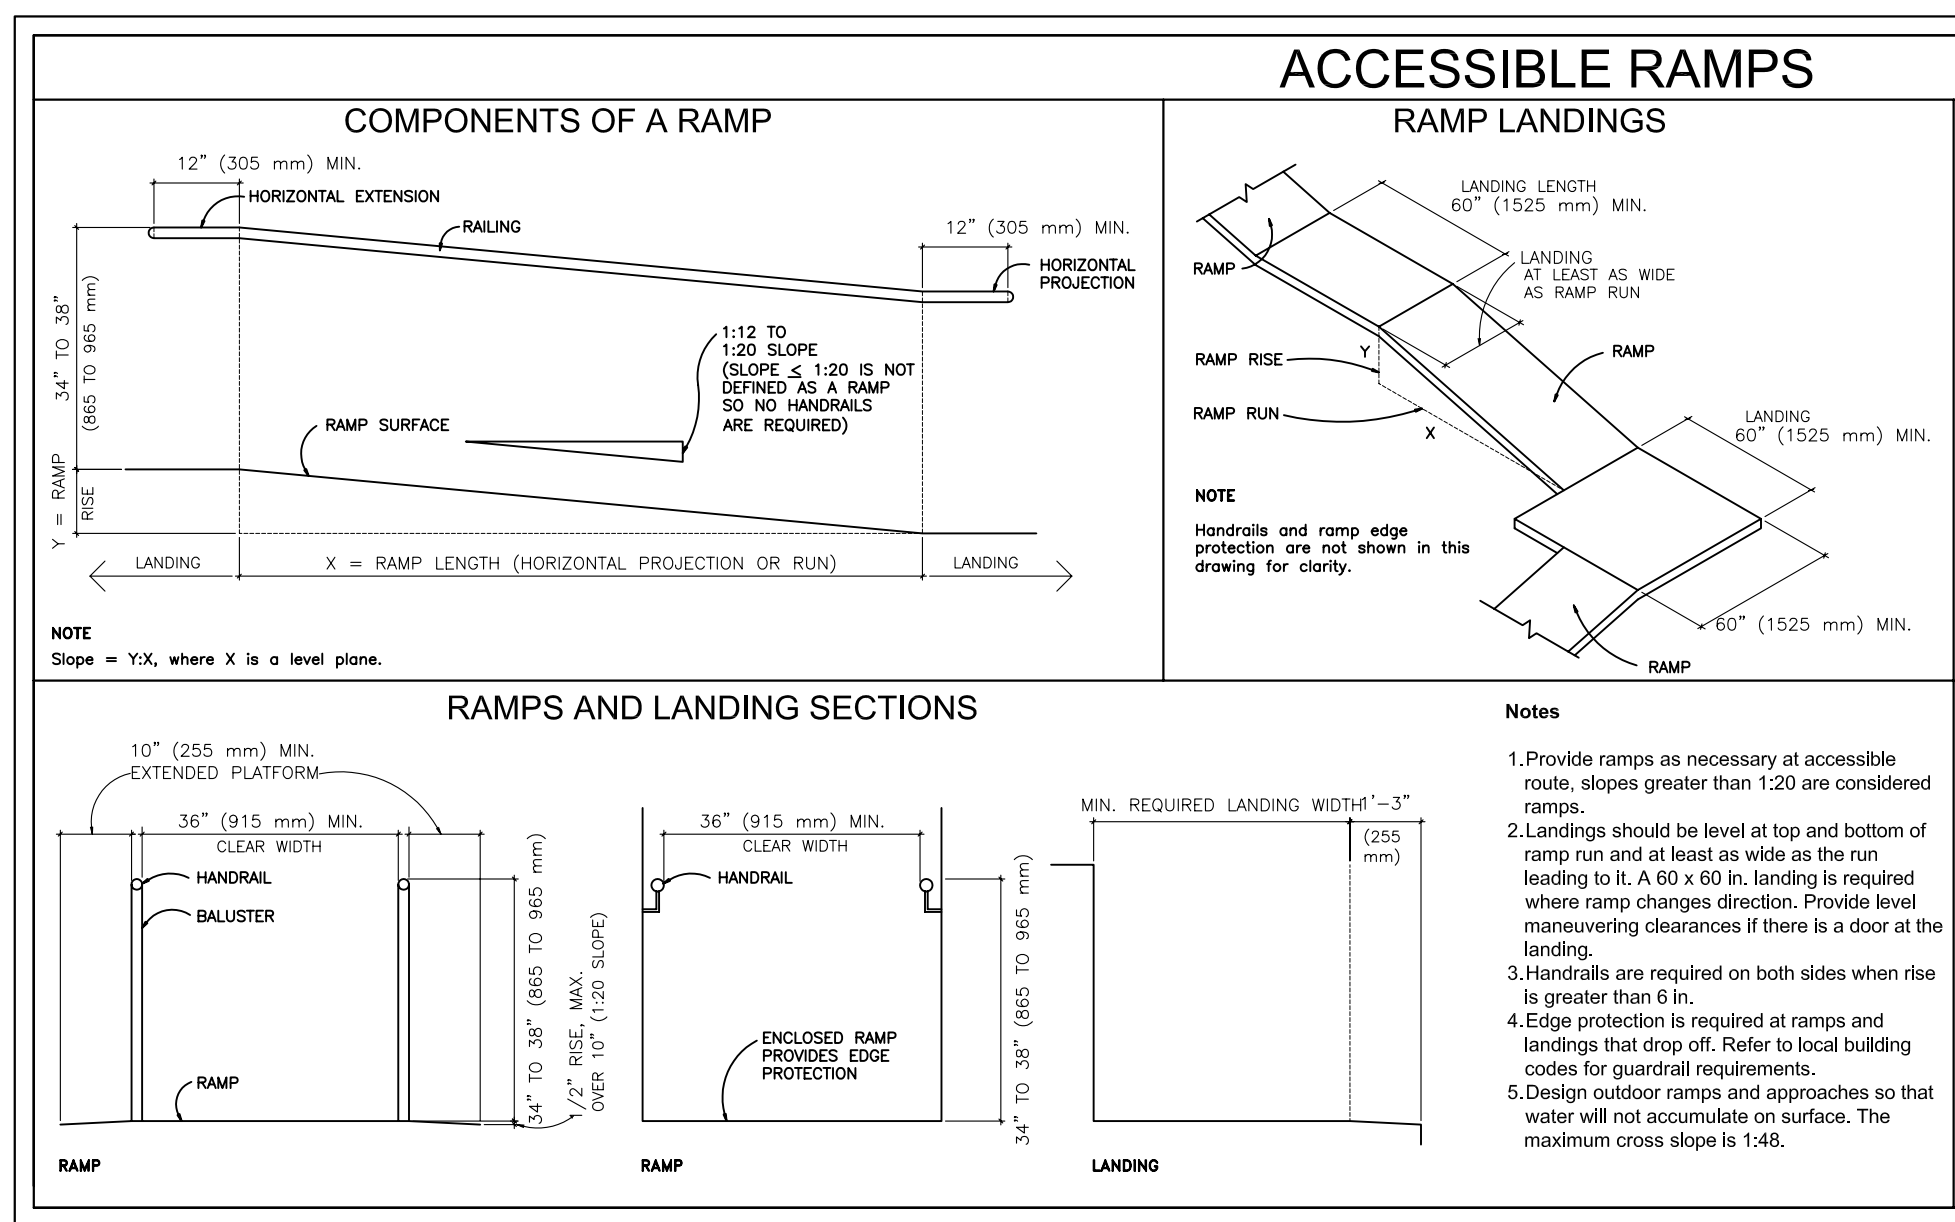 ACCESSIBLE RAMPS
COMPONENTS OF A RAMP
12” (305 mm) MIN.
HORIZONTAL EXTENSION
RAILING
12” (305 mm) MIN.
HORIZONTAL
PROJECTION
34” TO 38”
(865 TO 965 mm)
1:12 TO
1:20 SLOPE
(SLOPE ≤ 1:20 IS NOT
DEFINED AS A RAMP
SO NO HANDRAILS
ARE REQUIRED)
RAMP SURFACE
Y = RAMP
RISE
LANDING
X = RAMP LENGTH (HORIZONTAL PROJECTION OR RUN)
LANDING
NOTE
Slope = Y:X, where X is a level plane.
RAMP LANDINGS
LANDING LENGTH
60” (1525 mm) MIN.
RAMP
LANDING
AT LEAST AS WIDE
AS RAMP RUN
RAMP RISE
Y
RAMP
RAMP RUN
X
LANDING
60” (1525 mm) MIN.
NOTE
Handrails and ramp edge
protection are not shown in this
drawing for clarity.
60” (1525 mm) MIN.
RAMP
RAMPS AND LANDING SECTIONS
10” (255 mm) MIN.
EXTENDED PLATFORM
36” (915 mm) MIN.
CLEAR WIDTH
HANDRAIL
BALUSTER
RAMP
34” TO 38” (865 TO 965 mm)
1/2” RISE, MAX.
OVER 10” (1:20 SLOPE)
RAMP
36” (915 mm) MIN.
CLEAR WIDTH
HANDRAIL
ENCLOSED RAMP
PROVIDES EDGE
PROTECTION
34” TO 38” (865 TO 965 mm)
RAMP
MIN. REQUIRED LANDING WIDTH
1’-3”
(255
mm)
LANDING
Notes
1.Provide ramps as necessary at accessible
route, slopes greater than 1:20 are considered
ramps.
2.Landings should be level at top and bottom of
ramp run and at least as wide as the run
leading to it. A 60 x 60 in. landing is required
where ramp changes direction. Provide level
maneuvering clearances if there is a door at the
landing.
3.Handrails are required on both sides when rise
is greater than 6 in.
4.Edge protection is required at ramps and
landings that drop off. Refer to local building
codes for guardrail requirements.
5.Design outdoor ramps and approaches so that
water will not accumulate on surface. The
maximum cross slope is 1:48.